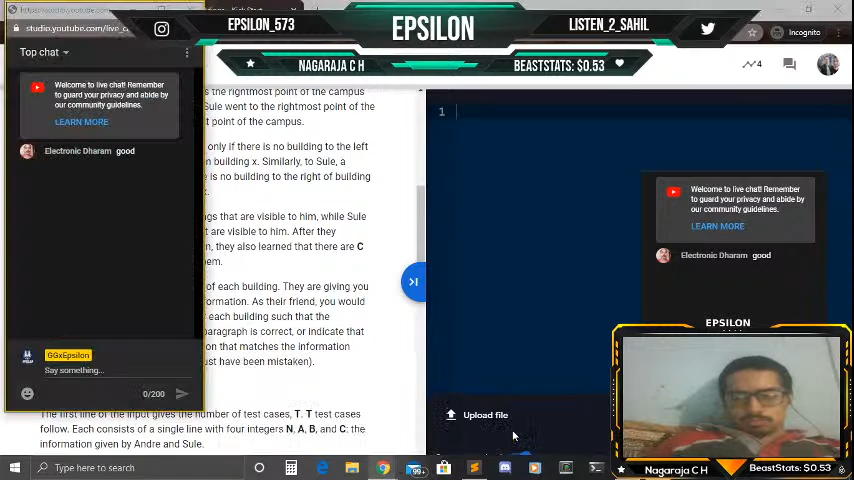 EPSILON_573
EPSILON
LISTEN_2_SAHIL
NAGARAJA C H
BEASTSTATS: $0.53
studio.youtube.com/live_c
Incognito
Top chat
4
Welcome to live chat! Remember
to guard your privacy and abide by
our community guidelines.
LEARN MORE
Electronic Dharam good
GGxEpsilon
Say something...
0/200
s the rightmost point of the campus
Sule went to the rightmost point of the
t point of the campus.
only if there is no building to the left
n building x. Similarly, to Sule, a
e is no building to the right of building
gs that are visible to him, while Sule
t are visible to him. After they
n, they also learned that there are C
em.
of each building. They are giving you
ormation. As their friend, you would
each building such that the
paragraph is correct, or indicate that
on that matches the information
ust have been mistaken).
The first line of the input gives the number of test cases, T. T test cases
follow. Each consists of a single line with four integers N, A, B, and C: the
information given by Andre and Sule.
1
Welcome to live chat! Remember
to guard your privacy and abide by
our community guidelines.
LEARN MORE
Electronic Dharam good
EPSILON
Upload file
Nagaraja C H
BeastStats: $0.53
Type here to search
99+